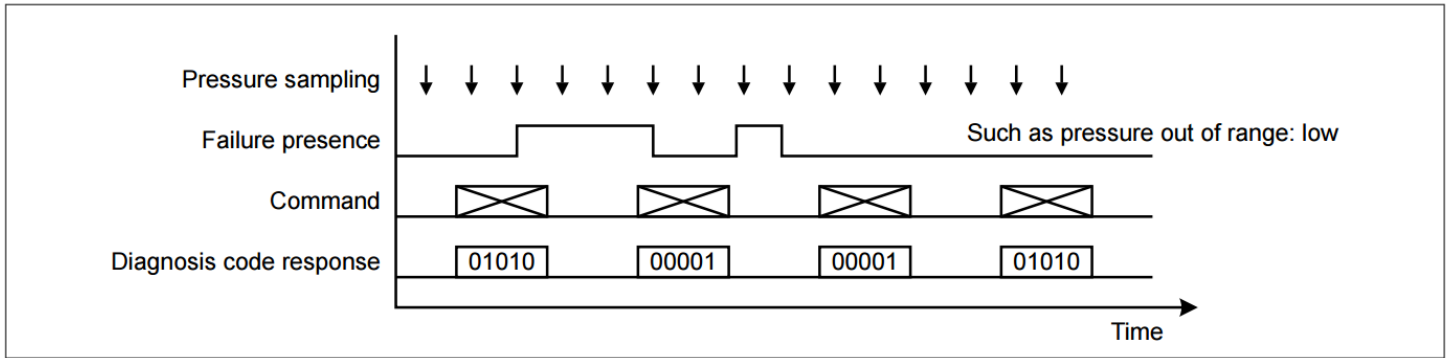 Pressure sampling
Failure presence
Such as pressure out of range: low
Command
Diagnosis code response
01010
00001
00001
01010
Time